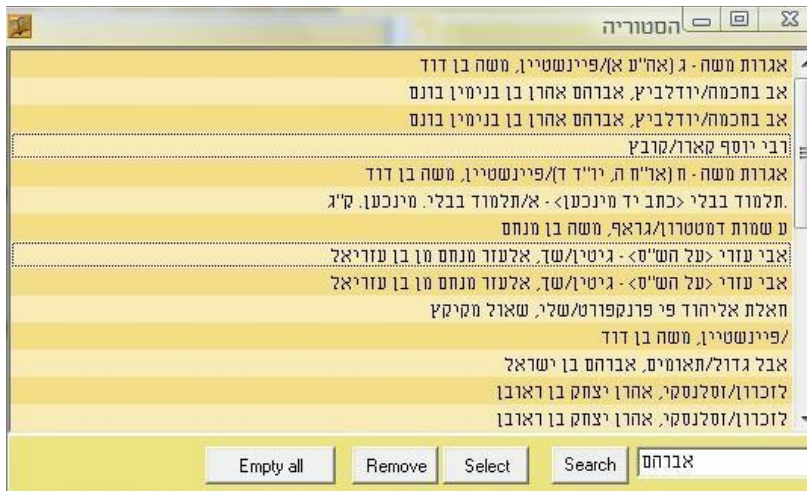 הסטוריה
אגרות משה - ג (אה"ע א)/פיינשטיין, משה בן דוד
אב בחכמה/יודלביץ, אברהם אהרן בן בנימין בונם
אב בחכמה/יודלביץ, אברהם אהרן בן בנימין בונם
רבי יוסף קארו/קובץ
אגרות משה - ח (או"ח ה, יו"ד ד)/פיינשטיין, משה בן דוד
תלמוד בבלי <כתב יד מינכען> - א/תלמוד בבלי. מינכען. ק"ג.
ע שמות דמטטרון/גראף, משה בן מנחם
אבי עזרי <על הש"ס> - גיטין/שך, אלעזר מנחם מן בן עזריאל
אבי עזרי <על הש"ס> - גיטין/שך, אלעזר מנחם מן בן עזריאל
חאלת אליהוד פי פרנקפורט/שלי, שאול מקיקץ
/פיינשטיין, משה בן דוד
אבל גדול/תאומים, אברהם בן ישראל
לזכרון/זסלנסקי, אהרן יצחק בן ראובן
לזכרון/זסלנסקי, אהרן יצחק בן ראובן
Empty all Remove Select Search אברהם